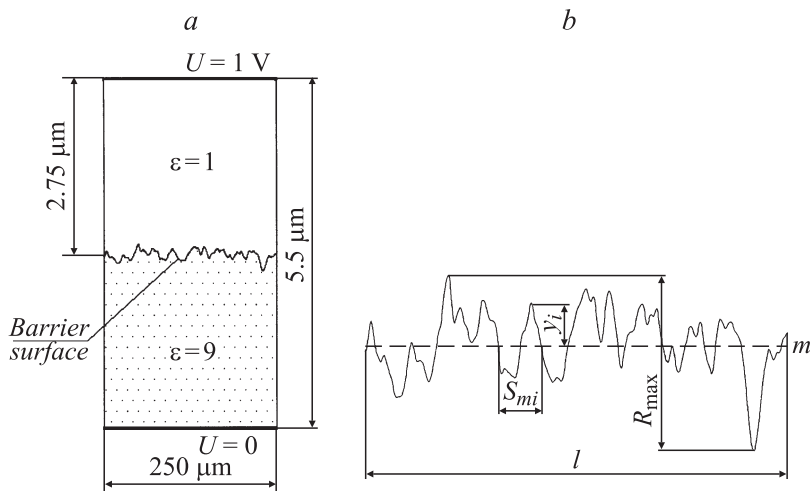 a
U = 1 V
2.75 μm
ε = 1
5.5 μm
Barrier
surface
ε = 9
U = 0
250 μm
b
y_i
S_mi
R_max
m
l